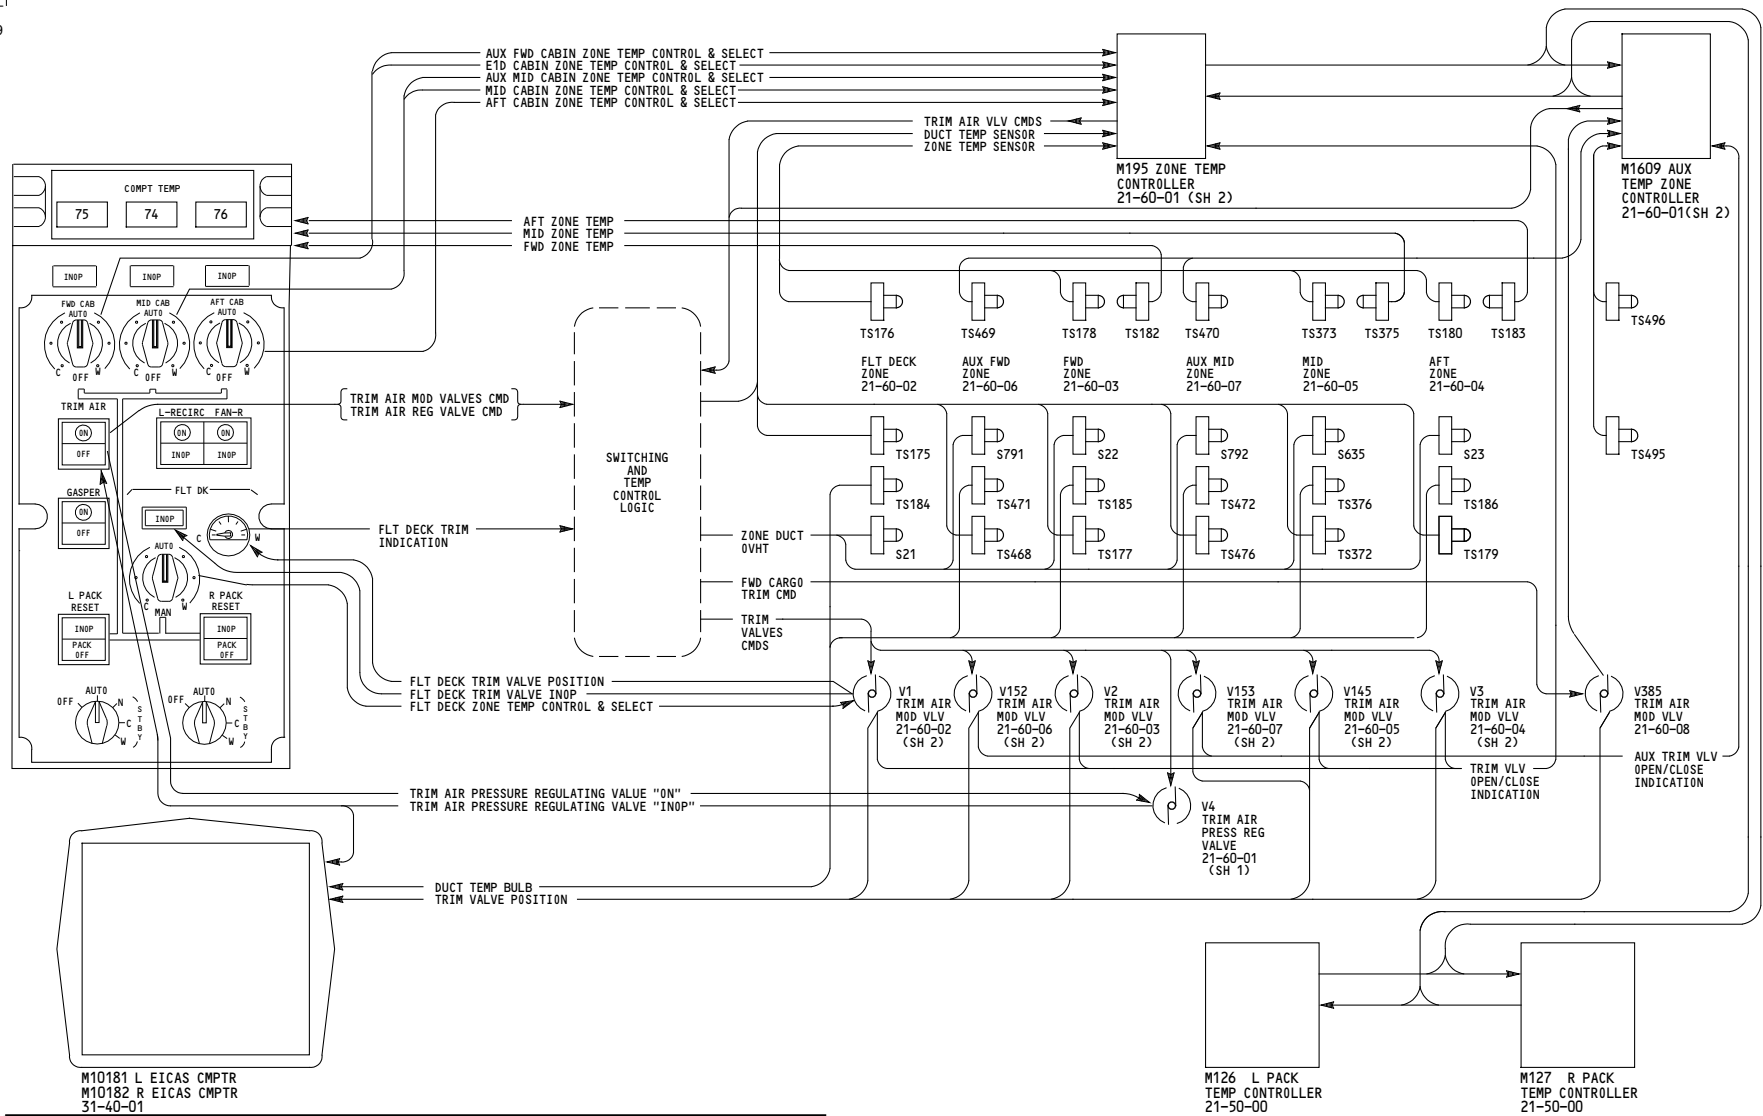 AUX FWD CABIN ZONE TEMP CONTROL & SELECT
E1D CABIN ZONE TEMP CONTROL & SELECT
AUX MID CABIN ZONE TEMP CONTROL & SELECT
MID CABIN ZONE TEMP CONTROL & SELECT
AFT CABIN ZONE TEMP CONTROL & SELECT
TRIM AIR VLV CMDS
DUCT TEMP SENSOR
ZONE TEMP SENSOR
M195 ZONE TEMP
CONTROLLER
21-60-01 (SH 2)
M1609 AUX
TEMP ZONE
CONTROLLER
21-60-01(SH 2)
COMPT TEMP
75 74 76
AFT ZONE TEMP
MID ZONE TEMP
FWD ZONE TEMP
INOP INOP INOP
FWD CAB MID CAB AFT CAB
AUTO AUTO AUTO
C OFF W C OFF W C OFF W
TRIM AIR
ON
OFF
L-RECIRC FAN-R
ON ON
INOP INOP
GASPER
ON
OFF
FLT DK
INOP
C W
AUTO
C W
MAN
L PACK
RESET
INOP
PACK
OFF
R PACK
RESET
INOP
PACK
OFF
AUTO
OFF N
C
W
STBY
AUTO
OFF N
C
W
STBY
TRIM AIR MOD VALVES CMD
TRIM AIR REG VALVE CMD
FLT DECK TRIM
INDICATION
SWITCHING
AND
TEMP
CONTROL
LOGIC
TS176 TS469 TS178 TS182 TS470 TS373 TS375 TS180 TS183 TS496
FLT DECK
ZONE
21-60-02
AUX FWD
ZONE
21-60-06
FWD
ZONE
21-60-03
AUX MID
ZONE
21-60-07
MID
ZONE
21-60-05
AFT
ZONE
21-60-04
TS175 S791 S22 S792 S635 S23 TS495
TS184 TS471 TS185 TS472 TS376 TS186
S21 TS468 TS177 TS476 TS372 TS179
ZONE DUCT
OVHT
FWD CARGO
TRIM CMD
TRIM
VALVES
CMDS
FLT DECK TRIM VALVE POSITION
FLT DECK TRIM VALVE INOP
FLT DECK ZONE TEMP CONTROL & SELECT
V1
TRIM AIR
MOD VLV
21-60-02
(SH 2)
V152
TRIM AIR
MOD VLV
21-60-06
(SH 2)
V2
TRIM AIR
MOD VLV
21-60-03
(SH 2)
V153
TRIM AIR
MOD VLV
21-60-07
(SH 2)
V145
TRIM AIR
MOD VLV
21-60-05
(SH 2)
V3
TRIM AIR
MOD VLV
21-60-04
(SH 2)
V385
TRIM AIR
MOD VLV
21-60-08
TRIM VLV
OPEN/CLOSE
INDICATION
AUX TRIM VLV
OPEN/CLOSE
INDICATION
TRIM AIR PRESSURE REGULATING VALUE "ON"
TRIM AIR PRESSURE REGULATING VALVE "INOP"
V4
TRIM AIR
PRESS REG
VALVE
21-60-01
(SH 1)
DUCT TEMP BULB
TRIM VALVE POSITION
M10181 L EICAS CMPTR
M10182 R EICAS CMPTR
31-40-01
M126 L PACK
TEMP CONTROLLER
21-50-00
M127 R PACK
TEMP CONTROLLER
21-50-00